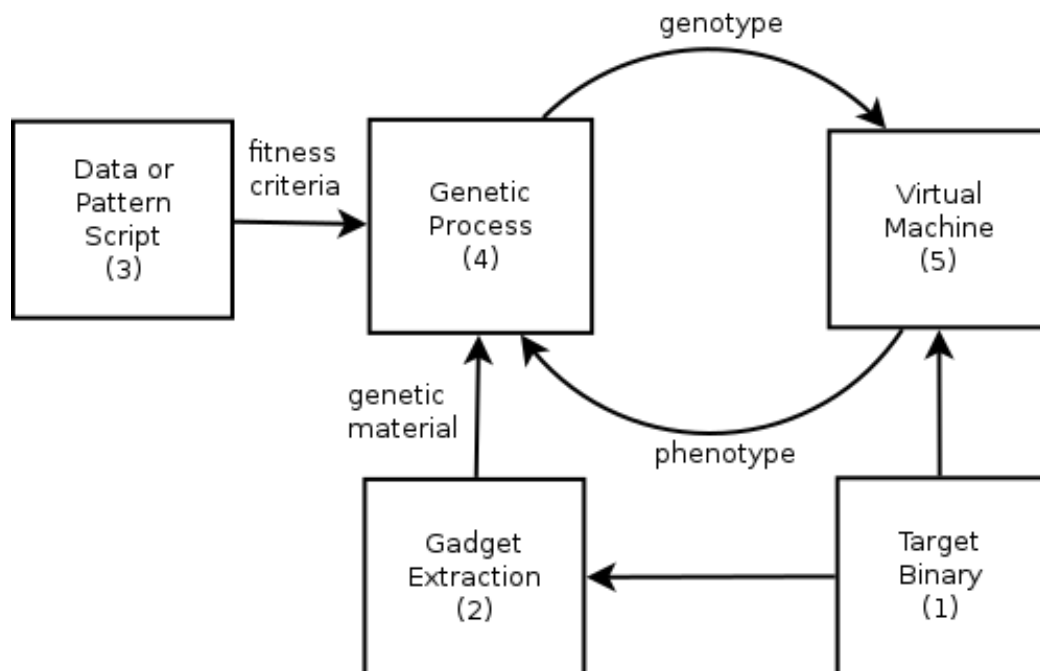 genotype
Data or
Pattern
Script
(3)
fitness
criteria
Genetic
Process
(4)
Virtual
Machine
(5)
genetic
material
phenotype
Gadget
Extraction
(2)
Target
Binary
(1)